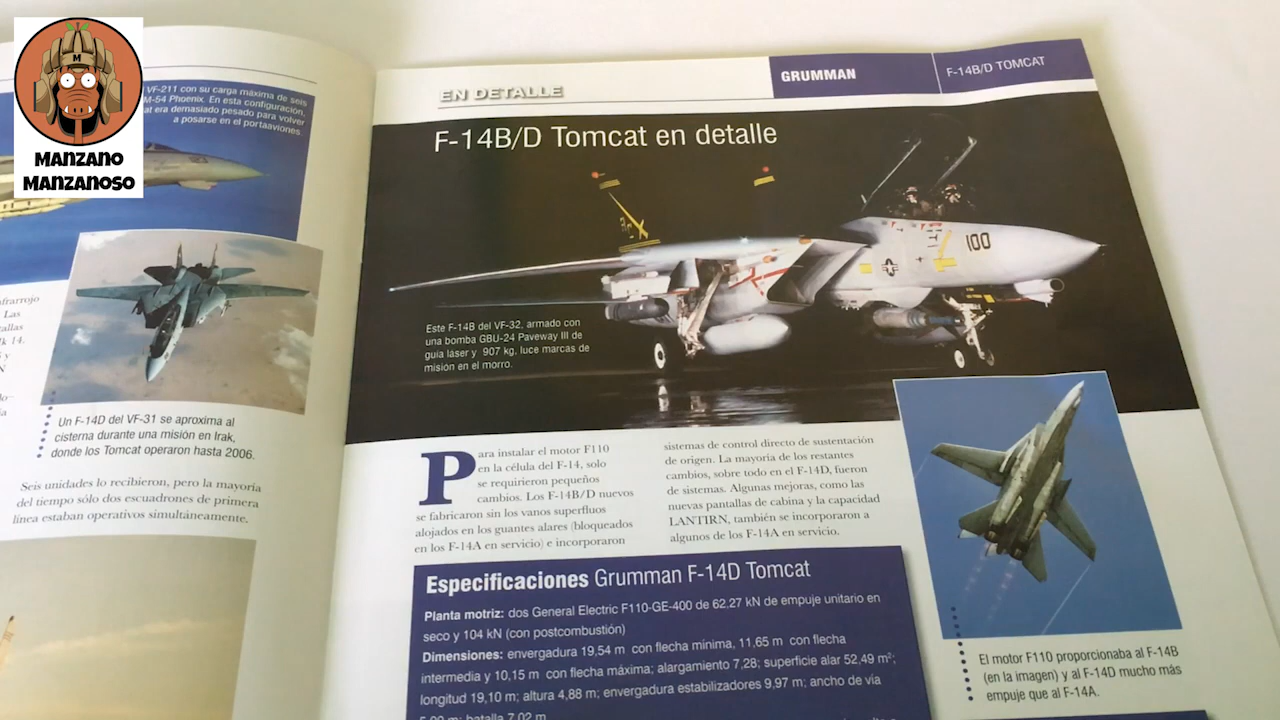 M
MANZANO
MANZANOSO
VF-211 con su carga máxima de seis
M-54 Phoenix. En esta configuración,
at era demasiado pesado para volver
a posarse en el portaaviones.
nfrarrojo
Las
tallas
lk 14.
y
N
Un F-14D del VF-31 se aproxima al
cisterna durante una misión en Irak,
donde los Tomcat operaron hasta 2006.
Seis unidades lo recibieron, pero la mayoría
del tiempo sólo dos escuadrones de primera
línea estaban operativos simultáneamente.
EN DETALLE
GRUMMAN
F-14B/D TOMCAT
F-14B/D Tomcat en detalle
100
Este F-14B del VF-32, armado con
una bomba GBU-24 Paveway III de
guía láser y 907 kg. luce marcas de
misión en el morro.
Para instalar el motor F110
en la célula del F-14, solo
se requirieron pequeños
cambios. Los F-14B/D nuevos
se fabricaron sin los vanos superfluos
alojados en los guantes alares (bloqueados
en los F-14A en servicio) e incorporaron
sistemas de control directo de sustentación
de origen. La mayoría de los restantes
cambios, sobre todo en el F-14D, fueron
de sistemas. Algunas mejoras, como las
nuevas pantallas de cabina y la capacidad
LANTIRN, también se incorporaron a
algunos de los F-14A en servicio.
Especificaciones Grumman F-14D Tomcat
Planta motriz: dos General Electric F110-GE-400 de 62.27 kN de empuje unitario en
seco y 104 kN (con postcombustión)
Dimensiones: envergadura 19,54 m con flecha mínima, 11,65 m con flecha
intermedia y 10,15 m con flecha máxima; alargamiento 7,28; superficie alar 52,49 m²;
longitud 19,10 m; altura 4,88 m; envergadura estabilizadores 9,97 m; ancho de vía
m; batalla 7,02 m
El motor F110 proporcionaba al F-14B
(en la imagen) y al F-14D mucho más
empuje que al F-14A.